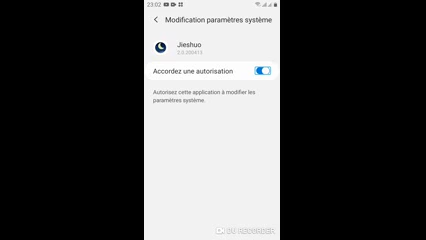 23:02
Modification paramètres système
Jieshuo
Accordez une autorisation
Autorisez cette application à modifier les
paramètres système.
DU RECORDER